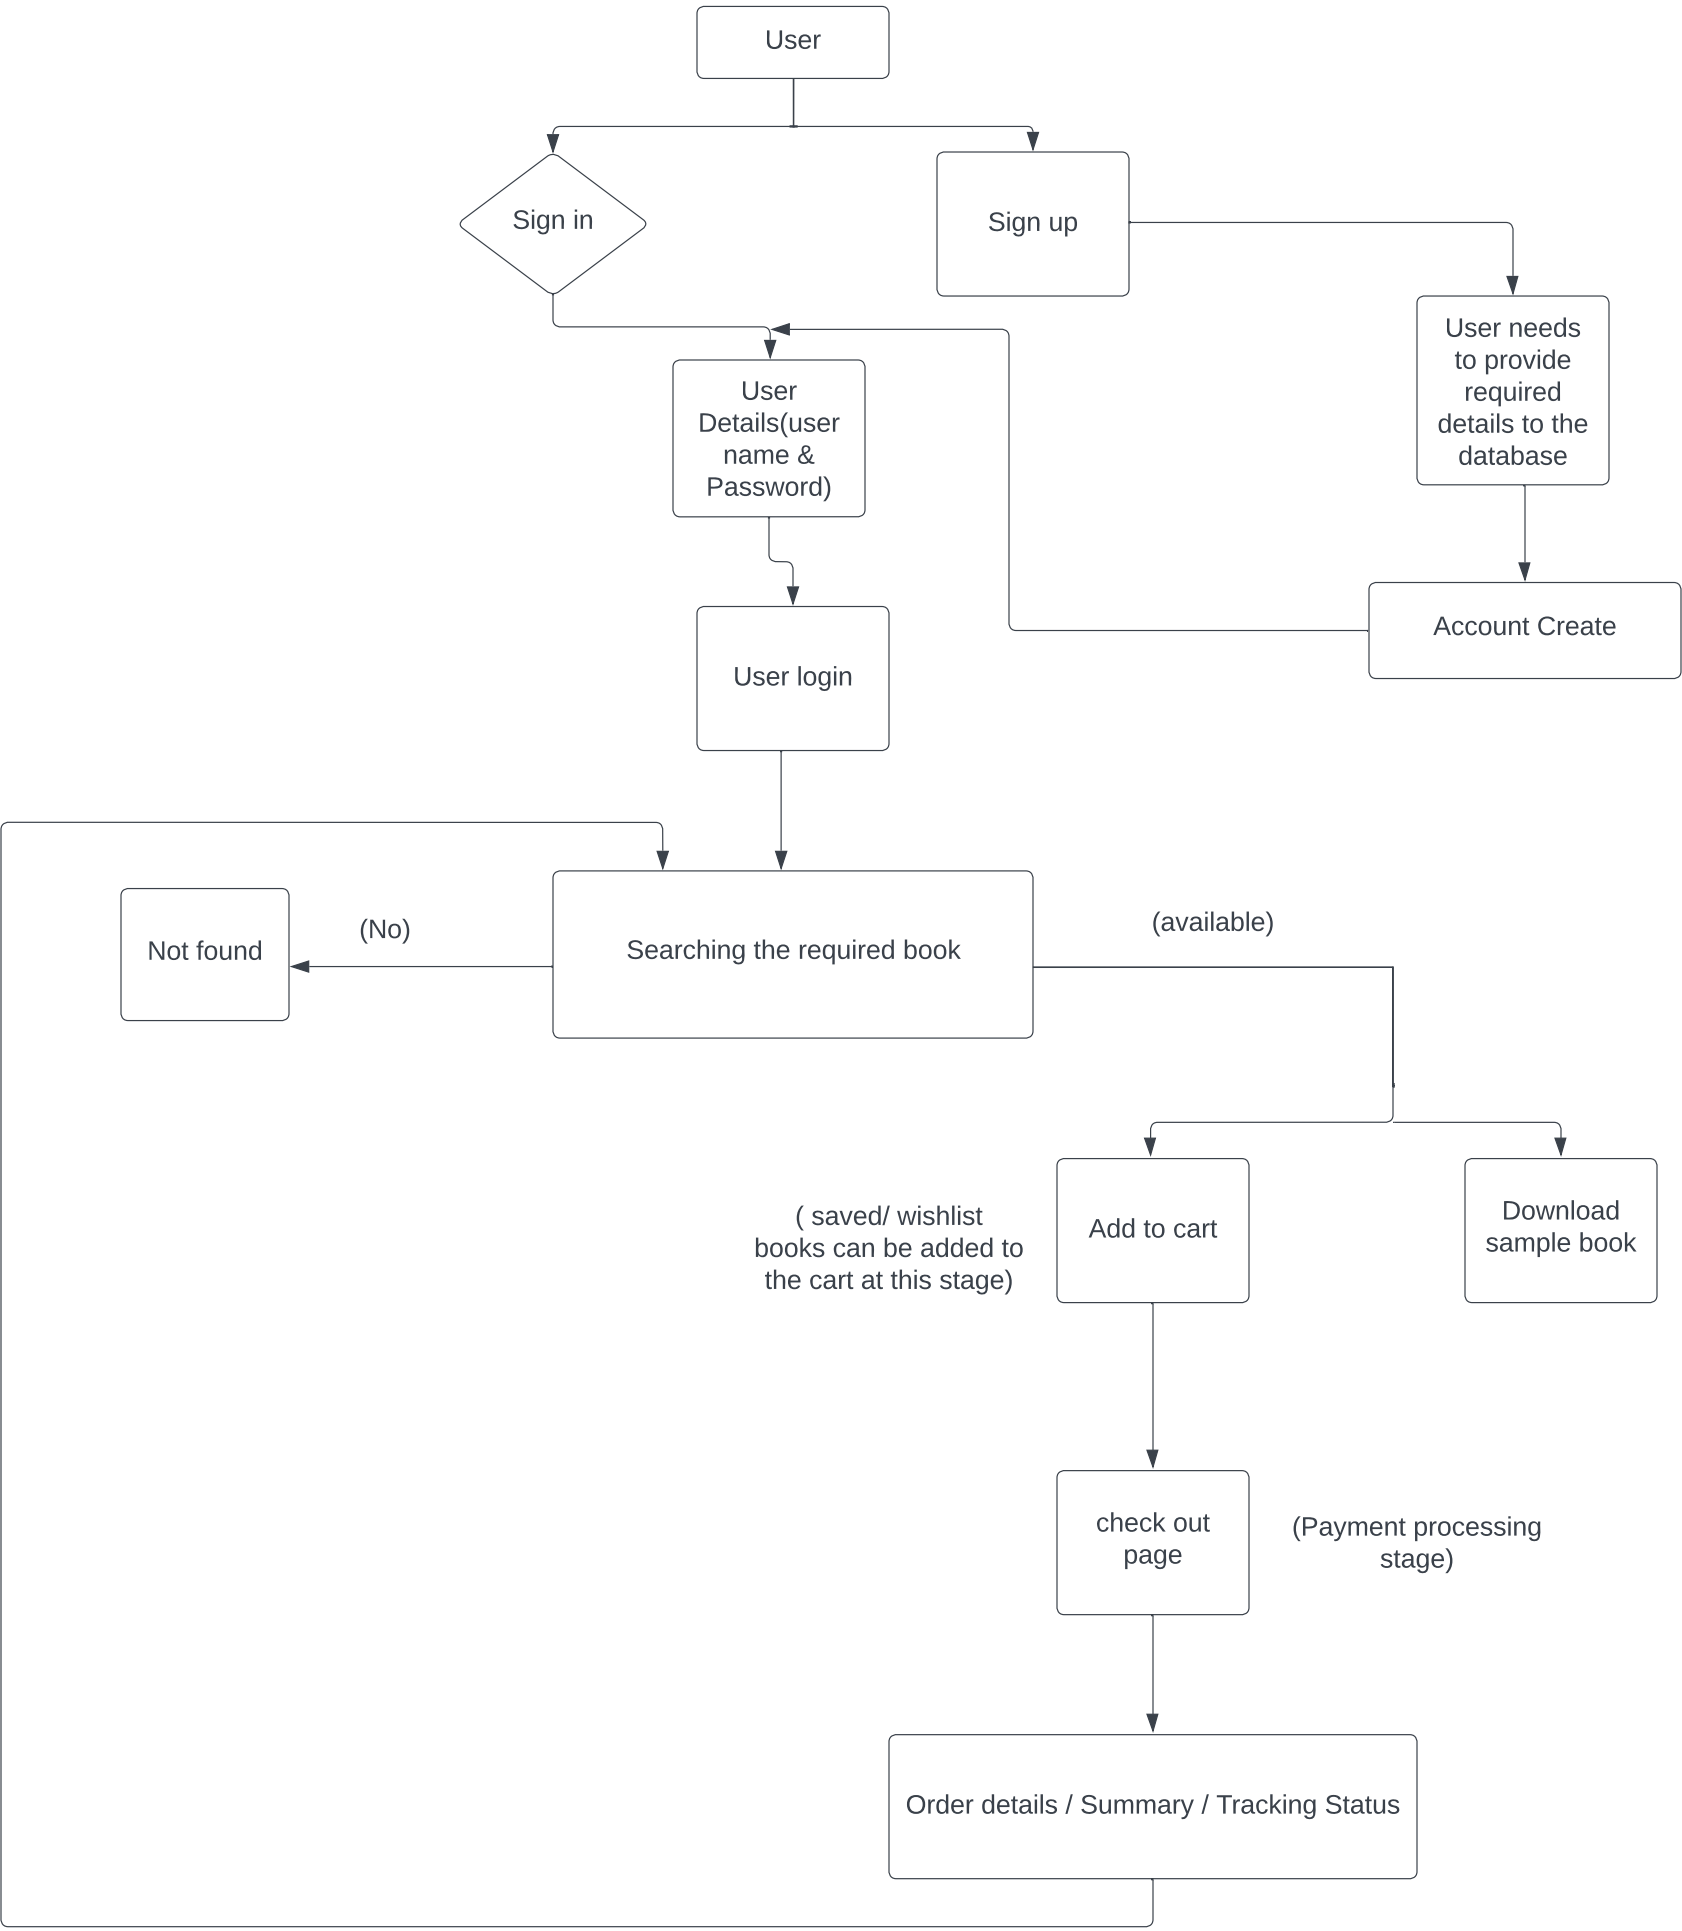 User
Sign in
Sign up
User needs
to provide
required
details to the
database
User
Details(user
name &
Password)
Account Create
User login
Not found
(No)
Searching the required book
(available)
( saved/ wishlist
books can be added to
the cart at this stage)
Add to cart
Download
sample book
check out
page
(Payment processing
stage)
Order details / Summary / Tracking Status